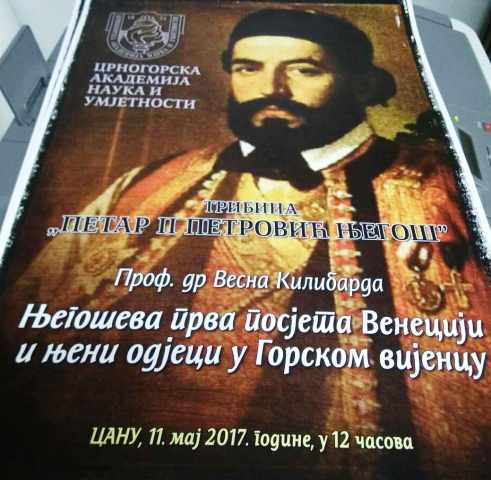 ЦРНОГОРСКА
АКАДЕМИЈА
НАУКА И
УМЈЕТНОСТИ
ТРИБИНА
„ПЕТАР II ПЕТРОВИЋ ЊЕГОШ”
Проф. др Весна Килибарда
Његошева прва посјета Венецији
и њени одјеци у Горском вијенцу
ЦАНУ, 11. мај 2017. године, у 12 часова